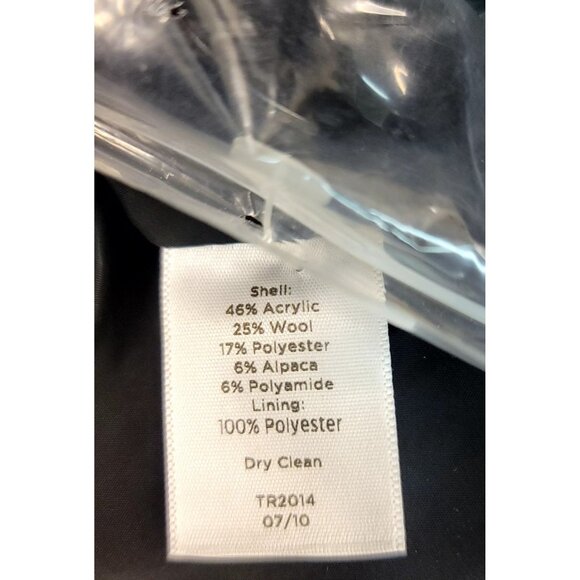 Shell:
46% Acrylic
25% Wool
17% Polyester
6% Alpaca
6% Polyamide
Lining:
100% Polyester
Dry Clean
TR2014
07/10